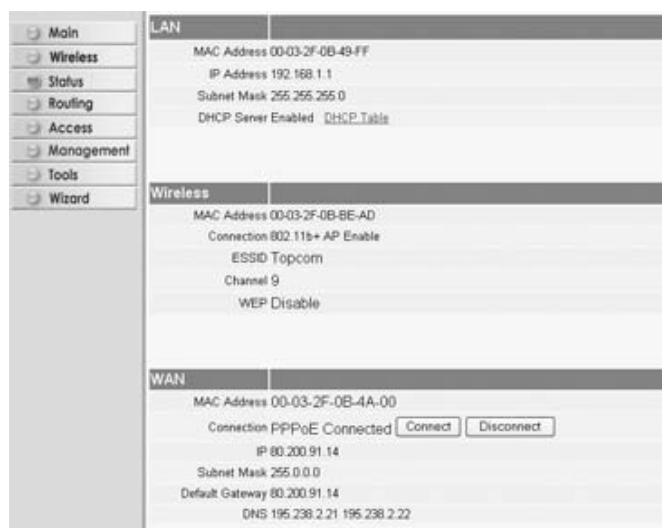 Main
Wireless
Status
Routing
Access
Management
Tools
Wizard
LAN
MAC Address 00-03-2F-0B-49-FF
IP Address 192.168.1.1
Subnet Mask 255.255.255.0
DHCP Server Enabled DHCP Table
Wireless
MAC Address 00-03-2F-0B-BE-AD
Connection 802.11b+ AP Enable
ESSID Topcom
Channel 9
WEP Disable
WAN
MAC Address 00-03-2F-0B-4A-00
Connection PPPoE Connected Connect Disconnect
IP 80.200.91.14
Subnet Mask 255.0.0.0
Default Gateway 80.200.91.14
DNS 195.238.2.21 195.238.2.22